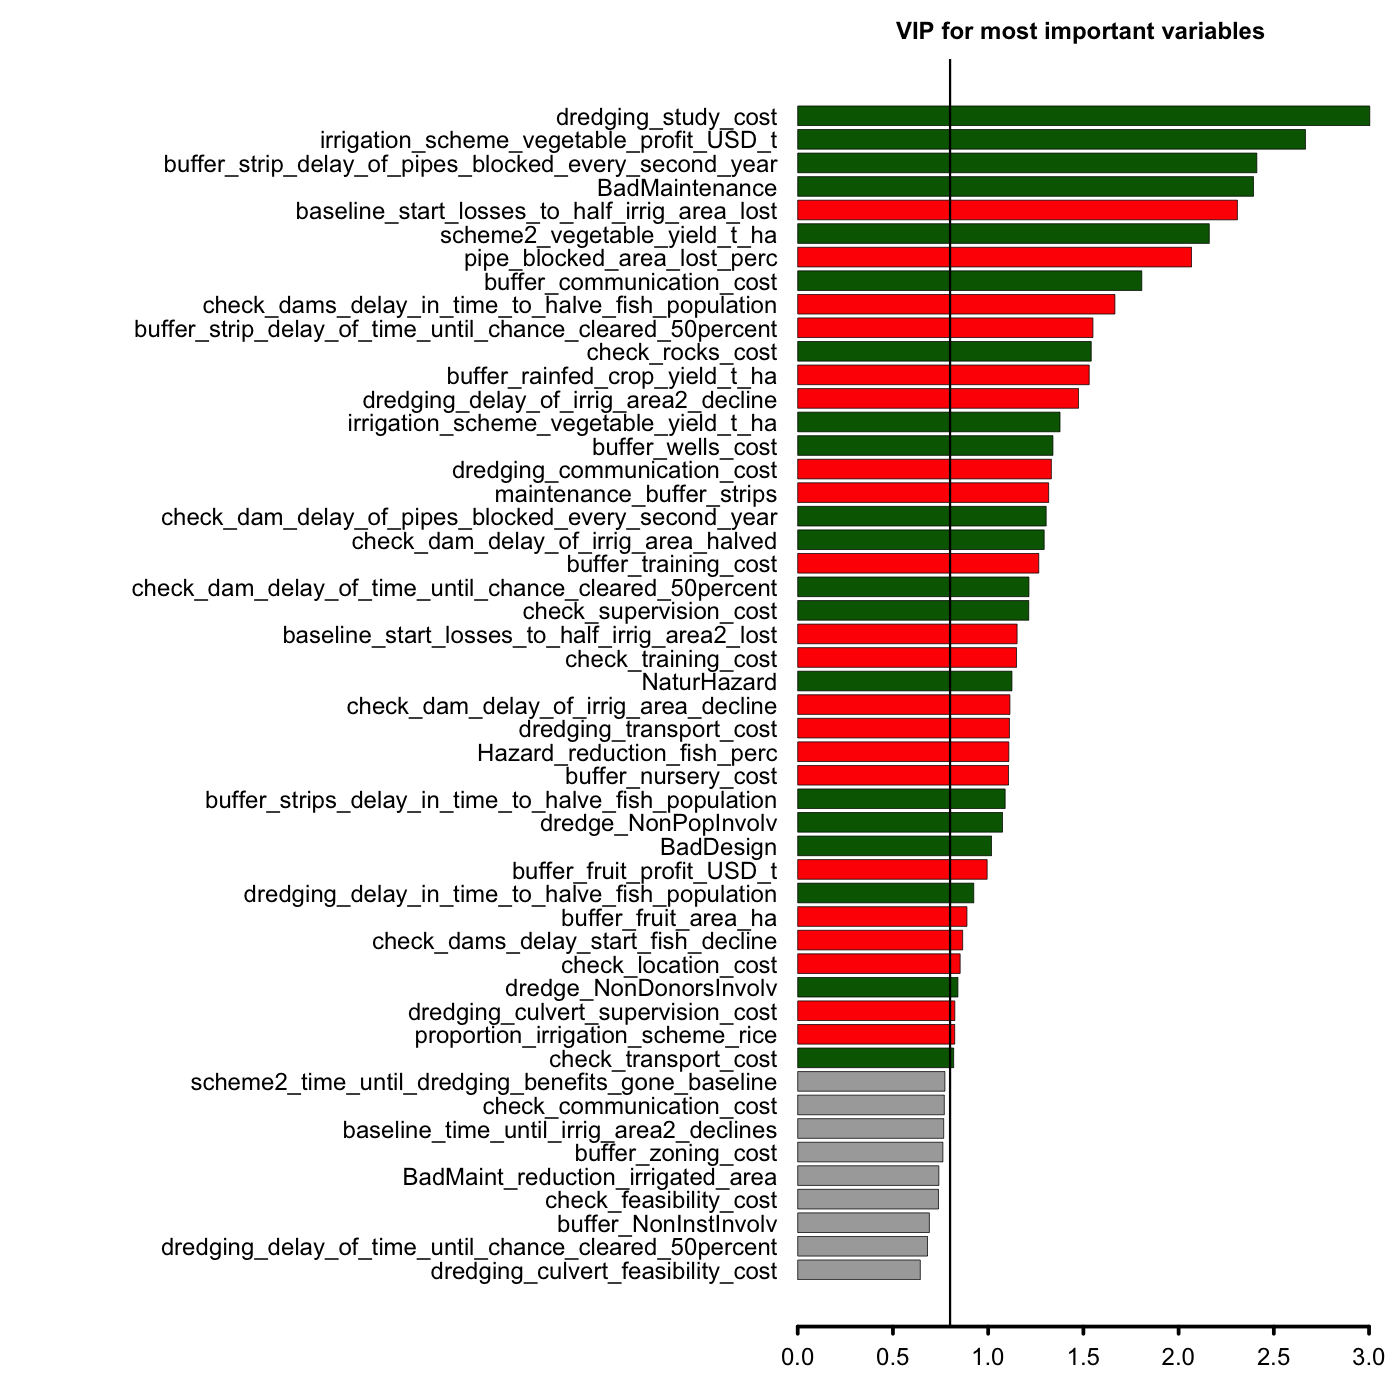 VIP for most important variables
dredging_study_cost
irrigation_scheme_vegetable_profit_USD_t
buffer_strip_delay_of_pipes_blocked_every_second_year
BadMaintenance
baseline_start_losses_to_half_irrig_area_lost
scheme2_vegetable_yield_t_ha
pipe_blocked_area_lost_perc
buffer_communication_cost
check_dams_delay_in_time_to_halve_fish_population
buffer_strip_delay_of_time_until_chance_cleared_50percent
check_rocks_cost
buffer_rainfed_crop_yield_t_ha
dredging_delay_of_irrig_area2_decline
irrigation_scheme_vegetable_yield_t_ha
buffer_wells_cost
dredging_communication_cost
maintenance_buffer_strips
check_dam_delay_of_pipes_blocked_every_second_year
check_dam_delay_of_irrig_area_halved
buffer_training_cost
check_dam_delay_of_time_until_chance_cleared_50percent
check_supervision_cost
baseline_start_losses_to_half_irrig_area2_lost
check_training_cost
NaturHazard
check_dam_delay_of_irrig_area_decline
dredging_transport_cost
Hazard_reduction_fish_perc
buffer_nursery_cost
buffer_strips_delay_in_time_to_halve_fish_population
dredge_NonPopInvolv
BadDesign
buffer_fruit_profit_USD_t
dredging_delay_in_time_to_halve_fish_population
buffer_fruit_area_ha
check_dams_delay_start_fish_decline
check_location_cost
dredge_NonDonorsInvolv
dredging_culvert_supervision_cost
proportion_irrigation_scheme_rice
check_transport_cost
scheme2_time_until_dredging_benefits_gone_baseline
check_communication_cost
baseline_time_until_irrig_area2_declines
buffer_zoning_cost
BadMaint_reduction_irrigated_area
check_feasibility_cost
buffer_NonInstInvolv
dredging_delay_of_time_until_chance_cleared_50percent
dredging_culvert_feasibility_cost
0.0 0.5 1.0 1.5 2.0 2.5 3.0